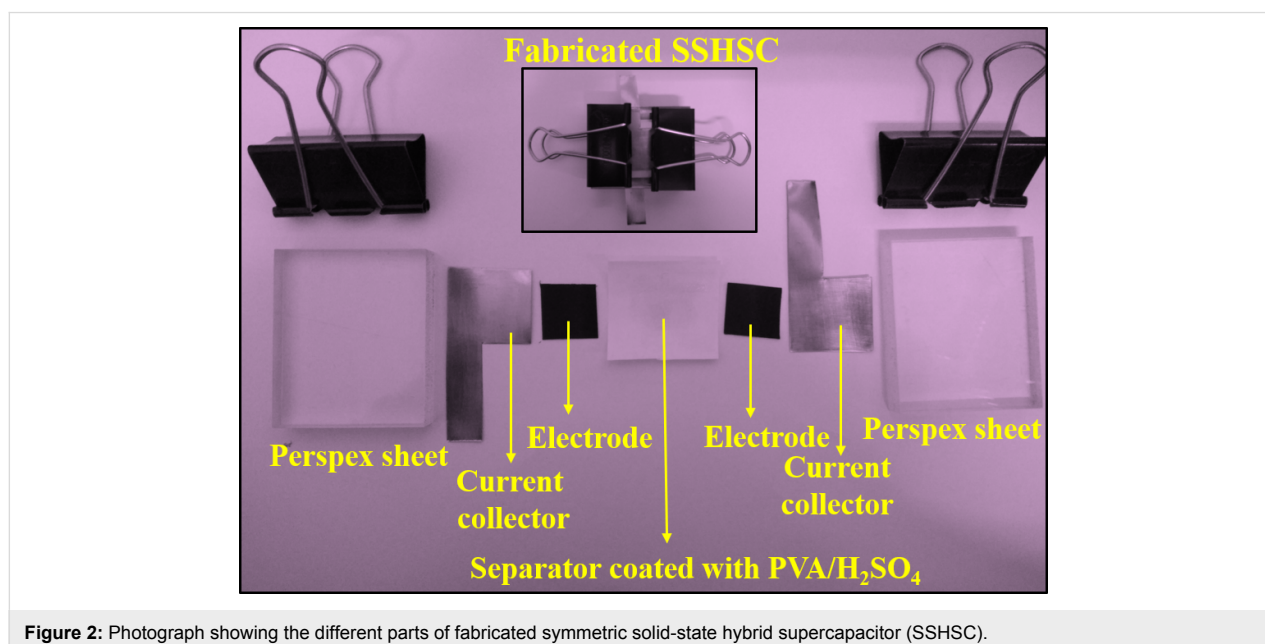 Fabricated SSHSC
Perspex sheet
Current
collector
Electrode
Electrode
Perspex sheet
Current
collector
Separator coated with PVA/H₂SO₄
Figure 2: Photograph showing the different parts of fabricated symmetric solid-state hybrid supercapacitor (SSHSC).